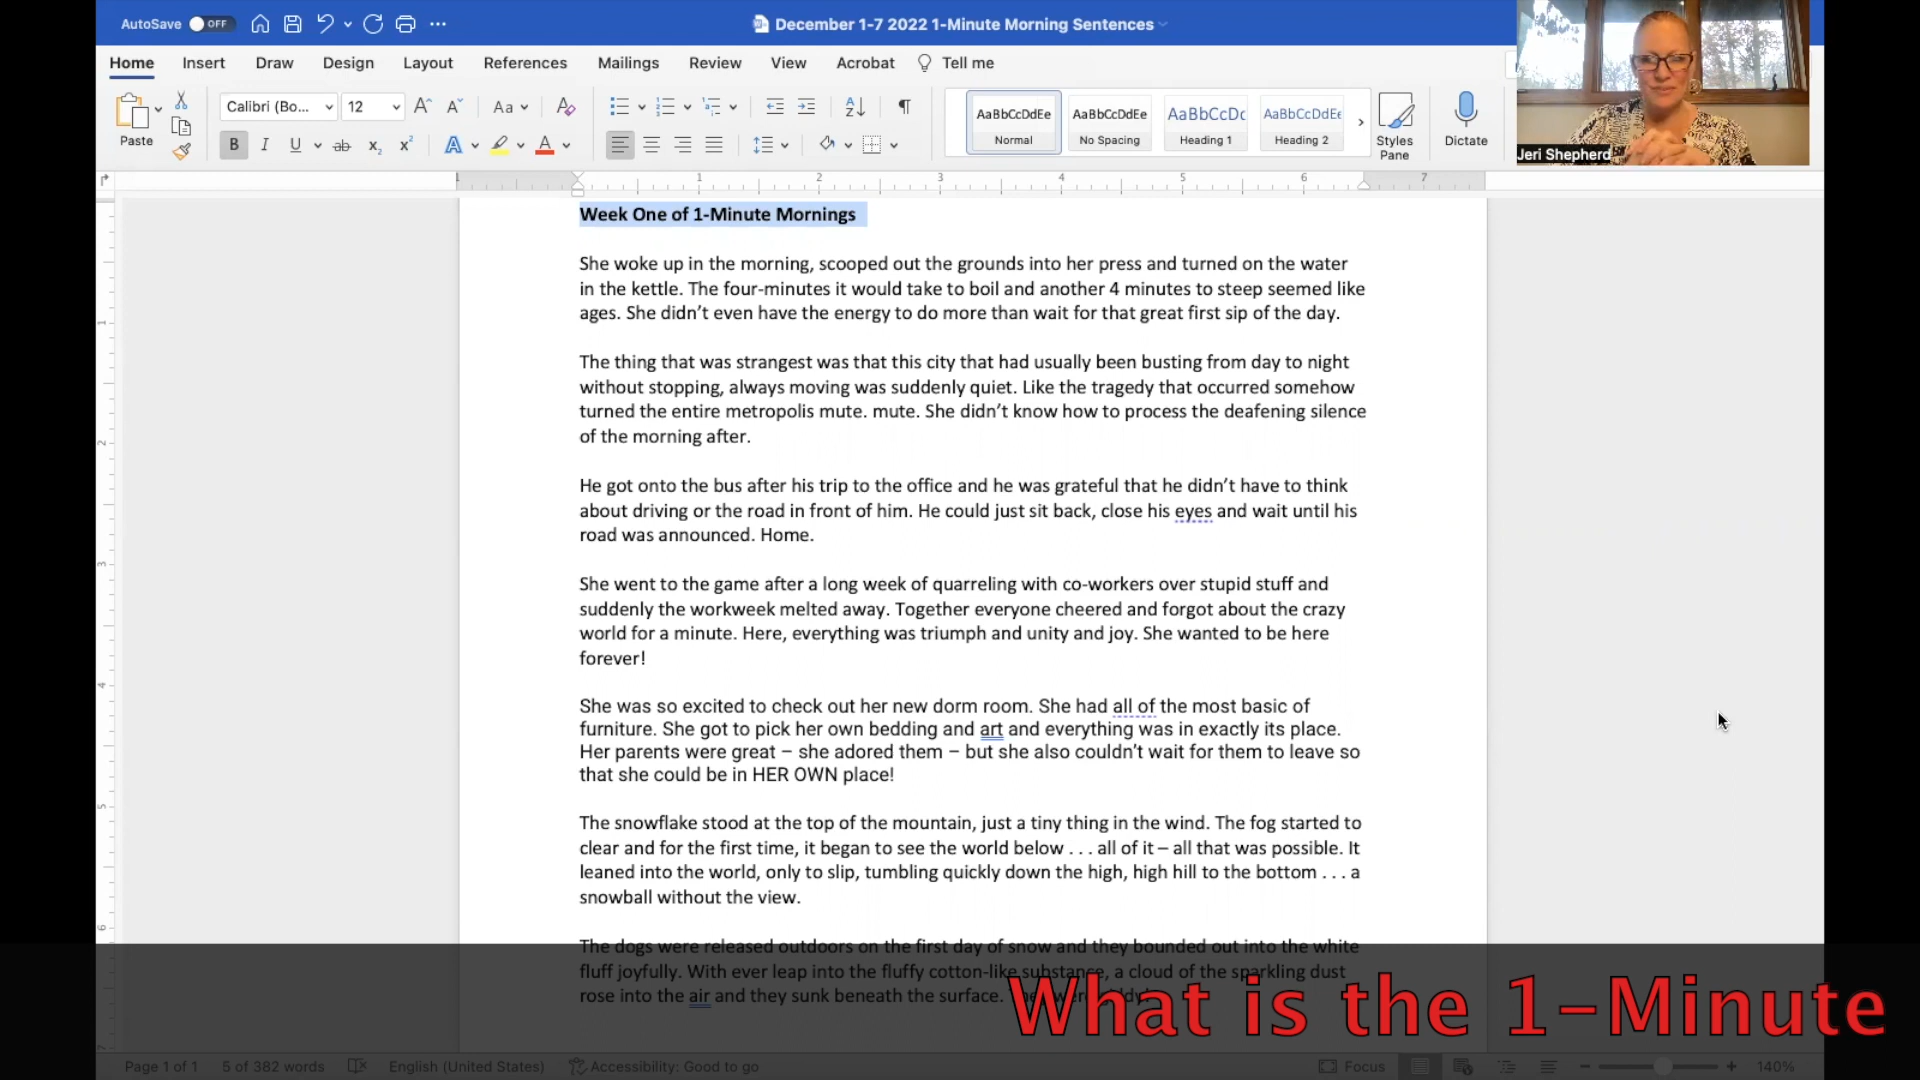 AutoSave OFF
December 1-7 2022 1-Minute Morning Sentences
Home Insert Draw Design Layout References Mailings Review View Acrobat Tell me
Paste
Calibri (Bo... 12
AaBbCcDdEe AaBbCcDdEe AaBbCcDc AaBbCcDdEe
Normal No Spacing Heading 1 Heading 2
Styles Pane
Dictate
Jeri Shepherd
1 1 2 3 4 5 6 7
Week One of 1-Minute Mornings
She woke up in the morning, scooped out the grounds into her press and turned on the water
in the kettle. The four-minutes it would take to boil and another 4 minutes to steep seemed like
ages. She didn’t even have the energy to do more than wait for that great first sip of the day.
The thing that was strangest was that this city that had usually been busting from day to night
without stopping, always moving was suddenly quiet. Like the tragedy that occurred somehow
turned the entire metropolis mute. mute. She didn’t know how to process the deafening silence
of the morning after.
He got onto the bus after his trip to the office and he was grateful that he didn’t have to think
about driving or the road in front of him. He could just sit back, close his eyes and wait until his
road was announced. Home.
She went to the game after a long week of quarreling with co-workers over stupid stuff and
suddenly the workweek melted away. Together everyone cheered and forgot about the crazy
world for a minute. Here, everything was triumph and unity and joy. She wanted to be here
forever!
She was so excited to check out her new dorm room. She had all of the most basic of
furniture. She got to pick her own bedding and art and everything was in exactly its place.
Her parents were great – she adored them – but she also couldn’t wait for them to leave so
that she could be in HER OWN place!
The snowflake stood at the top of the mountain, just a tiny thing in the wind. The fog started to
clear and for the first time, it began to see the world below . . . all of it – all that was possible. It
leaned into the world, only to slip, tumbling quickly down the high, high hill to the bottom . . . a
snowball without the view.
The dogs were released outdoors on the first day of snow and they bounded out into the white
fluff joyfully. With ever leap into the fluffy cotton-like substance, a cloud of the sparkling dust
rose into the air and they sunk beneath the surface.
What is the 1-Minute
Page 1 of 1 5 of 382 words English (United States) Accessibility: Good to go Focus 140%